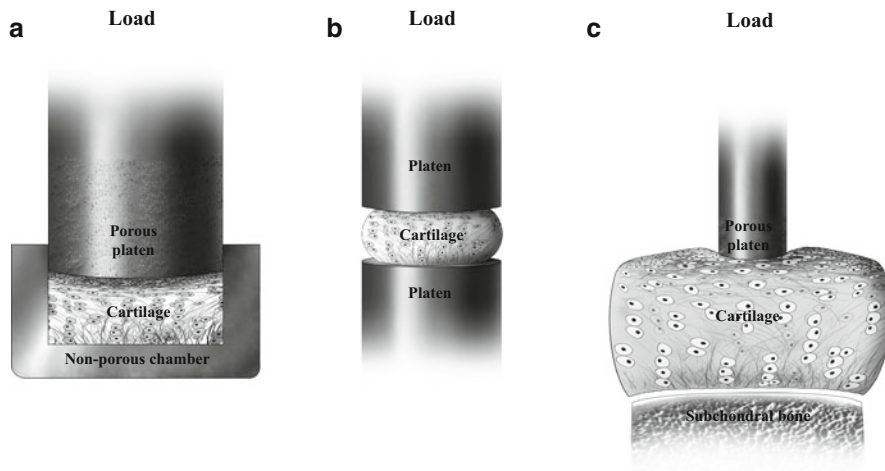 a
Load
Porous
platen
Cartilage
Non-porous chamber
b
Load
Platen
Cartilage
Platen
c
Load
Porous
platen
Cartilage
Subchondral bone